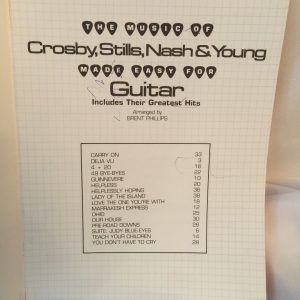 THE MUSIC OF
Crosby, Stills, Nash & Young
MADE EASY FOR
Guitar
Includes Their Greatest Hits
Arranged by
BRENT PHILLIPS
CARRY ON 33
DEJA VU 3
4 + 20 16
49 BYE-BYES 22
GUINNEVERE 10
HELPLESS 20
HELPLESSLY HOPING 36
LADY OF THE ISLAND 38
LOVE THE ONE YOU'RE WITH 18
MARRAKESH EXPRESS 12
OHIO 25
OUR HOUSE 30
PRE-ROAD DOWNS 28
SUITE: JUDY BLUE EYES 6
TEACH YOUR CHILDREN 14
YOU DON'T HAVE TO CRY 26